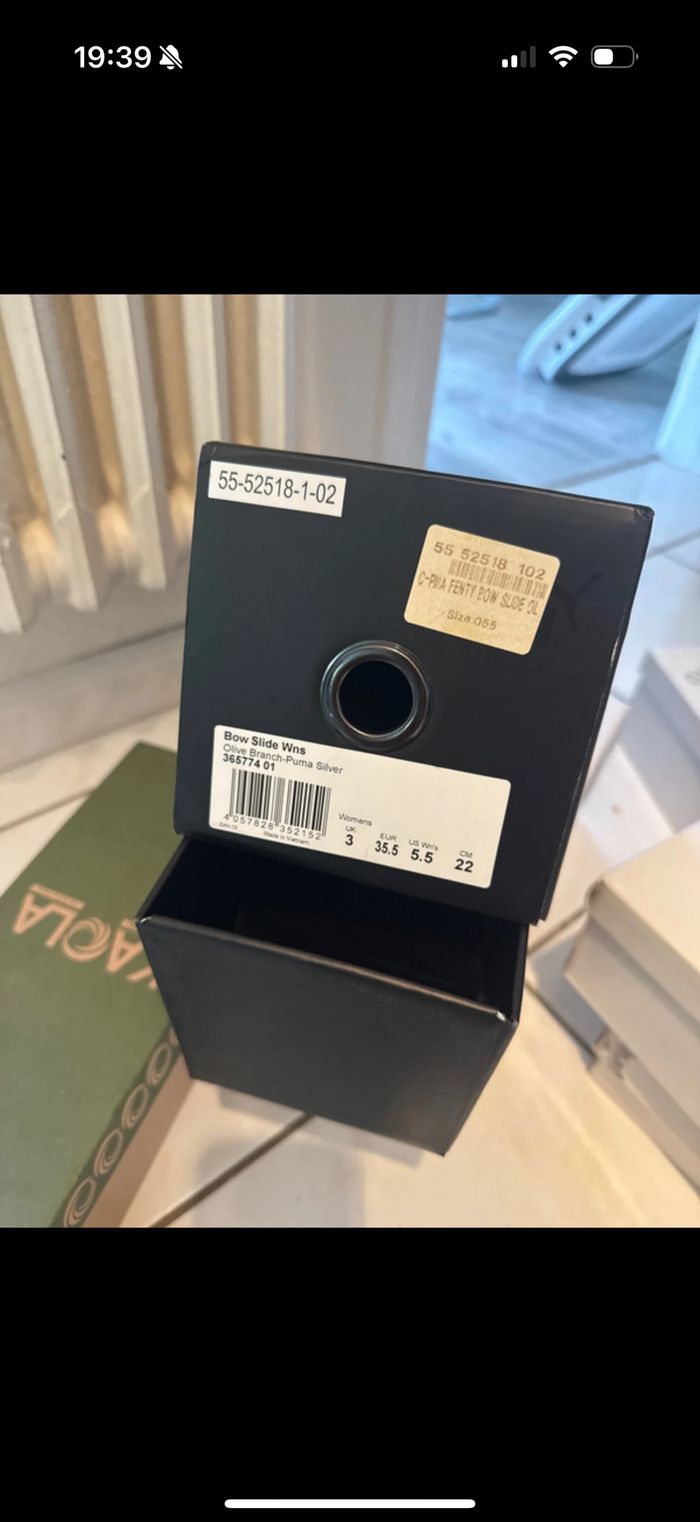 19:39
55-52518-1-02
55 52518 102
C-PMA FENTY BOW SLIDE OL
Size 055
Bow Slide Wns
Olive Branch-Puma Silver
365774 01
4 057828 352152
Made in Vietnam
Womens
UK EUR US Wn's CM
3 35.5 5.5 22